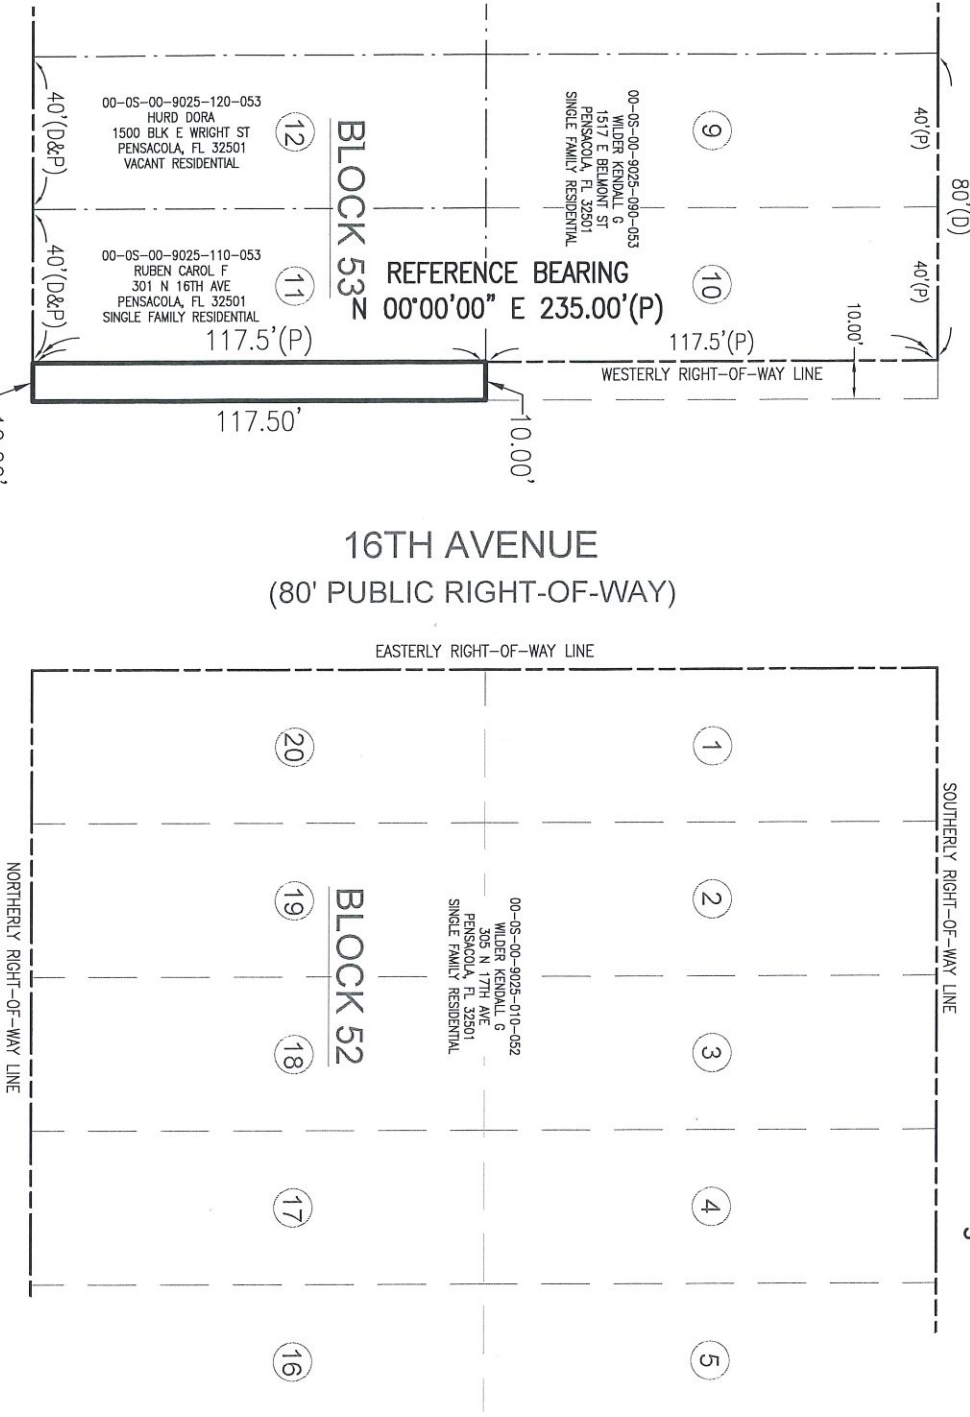 40'(P)
80'(D)
9
00-0S-00-9025-090-053
WILDER KENDALL G
1517 E BELMONT ST
PENSACOLA, FL 32501
SINGLE FAMILY RESIDENTIAL
BLOCK 53
12
00-0S-00-9025-120-053
HURD DORA
1500 BLK E WRIGHT ST
PENSACOLA, FL 32501
VACANT RESIDENTIAL
40'(D&P)
40'(P)
10
11
00-0S-00-9025-110-053
RUBEN CAROL F
301 N 16TH AVE
PENSACOLA, FL 32501
SINGLE FAMILY RESIDENTIAL
40'(D&P)
REFERENCE BEARING
N 00°00'00" E 235.00'(P)
117.5'(P)
117.5'(P)
10.00'
WESTERLY RIGHT-OF-WAY LINE
117.50'
10.00'
16TH AVENUE
(80' PUBLIC RIGHT-OF-WAY)
EASTERLY RIGHT-OF-WAY LINE
20
1
SOUTHERLY RIGHT-OF-WAY LINE
19
2
BLOCK 52
00-0S-00-9025-010-052
WILDER KENDALL G
305 N 17TH AVE
PENSACOLA, FL 32501
SINGLE FAMILY RESIDENTIAL
NORTHERLY RIGHT-OF-WAY LINE
18
3
17
4
16
5